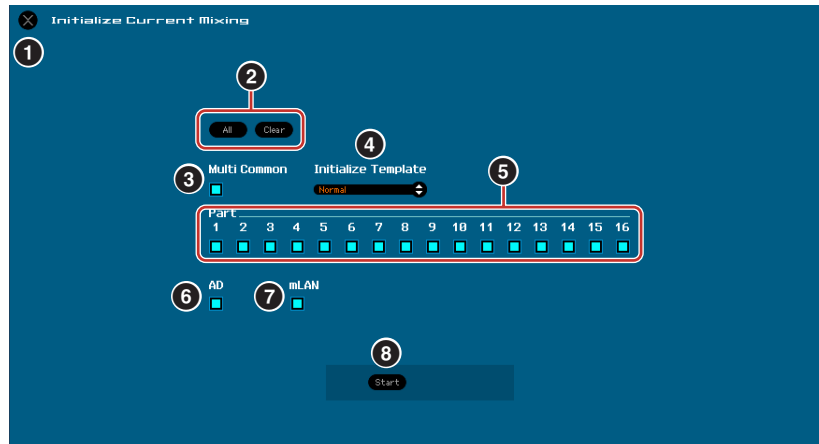 Initialize Current Mixing
1
2
All Clear
4
3 Multi Common Initialize Template
Normal
5
Part
1 2 3 4 5 6 7 8 9 10 11 12 13 14 15 16
AD mLAN
6 7
8
Start